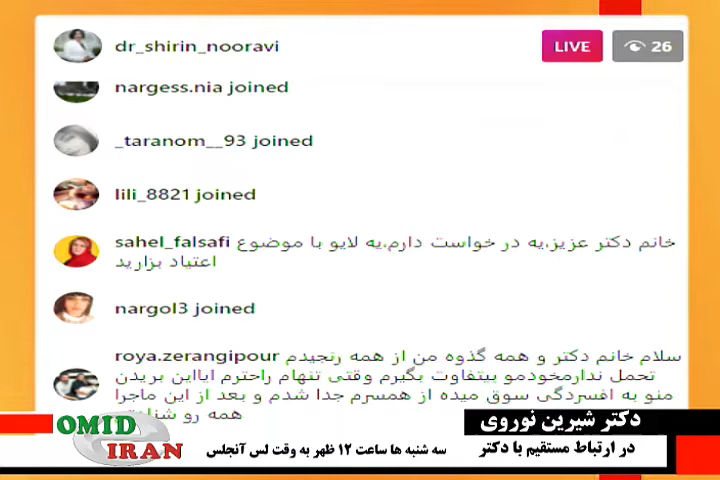 dr_shirin_nooravi
LIVE
26
nargess.nia joined
_taranom__93 joined
lili_8821 joined
sahel_falsafi خانم دکتر عزیز،یه در خواست دارم.یه لایو با موضوع
اعتیاد بزارید
nargol3 joined
roya.zerangipour سلام خانم دکتر و همه گذوه من از همه رنجیدم
تحمل ندارمخودمو بیتفاوت بگیرم وقتی تنهام راحترم ایااین بریدن
منو به افسردگی سوق میده از همسرم جدا شدم و بعد از این ماجرا
همه رو
دکتر شیرین نوروی
OMID
IRAN
سه شنبه ها ساعت ۱۲ ظهر به وقت لس آنجلس
در ارتباط مستقیم با دکتر